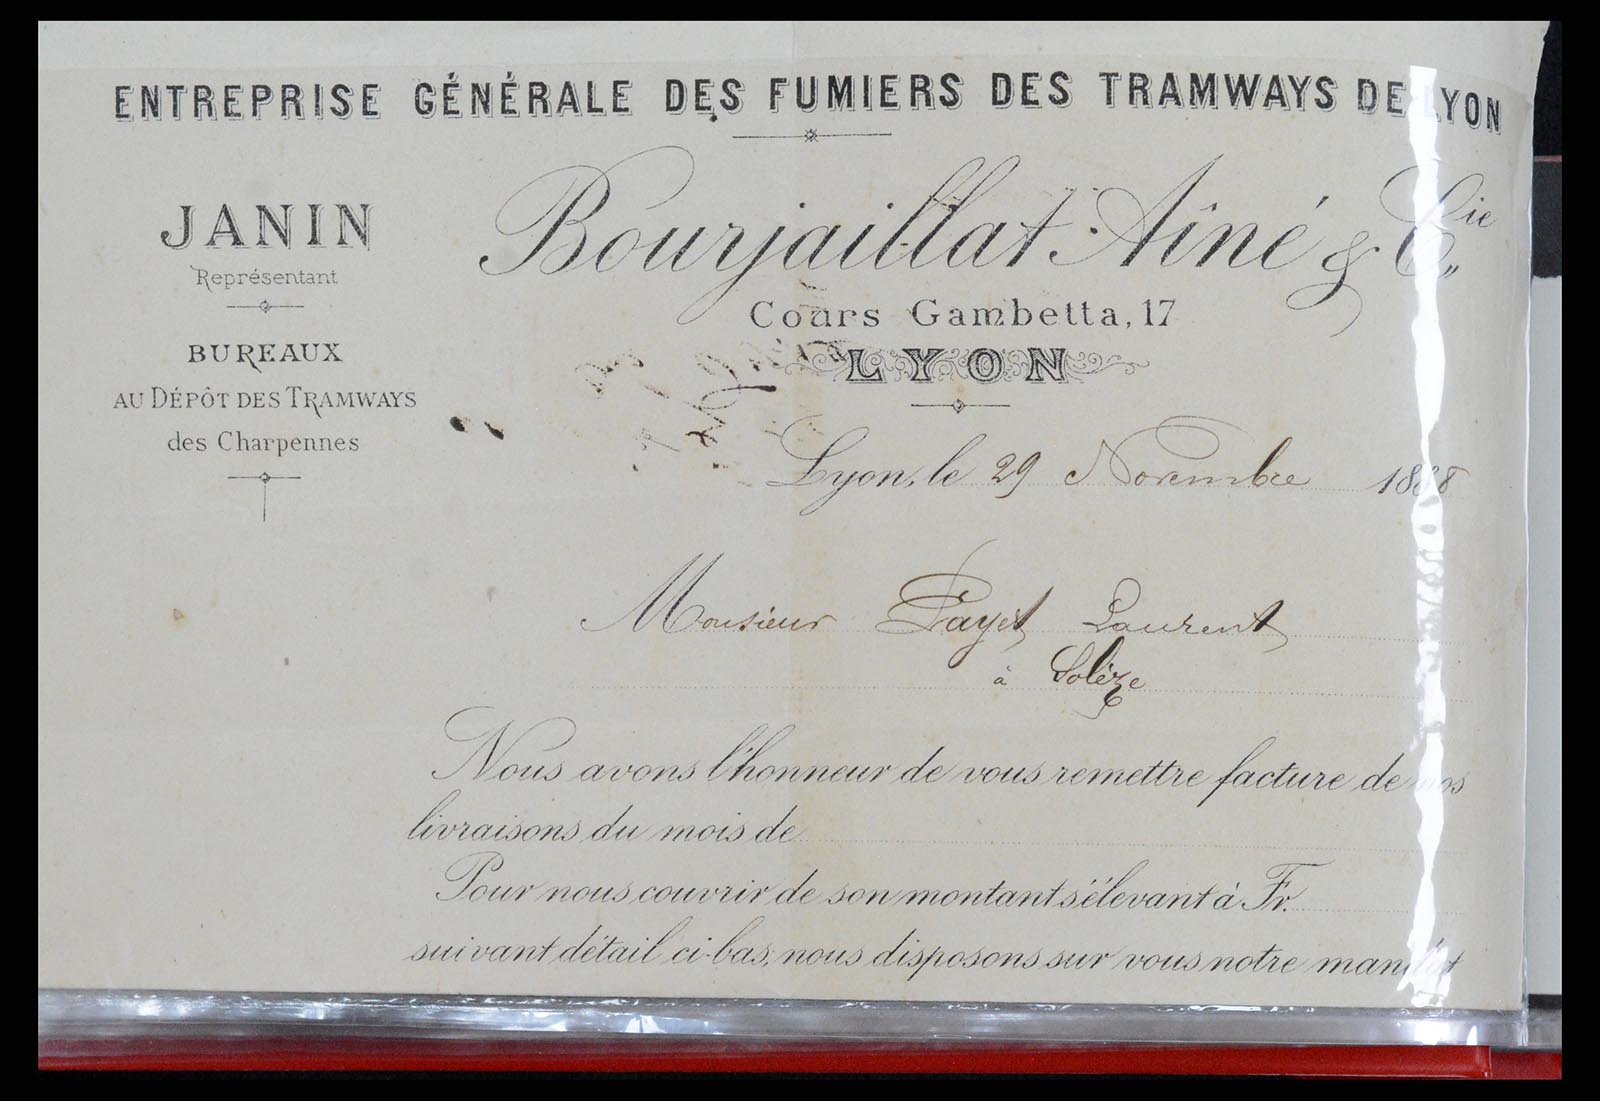 ENTREPRISE GÉNÉRALE DES FUMIERS DES TRAMWAYS DE LYON
JANIN
Représentant
BUREAUX
AU DÉPÔT DES TRAMWAYS
des Charpennes
Bourjaillat Aîné & Cie
Cours Gambetta, 17
LYON
Lyon, le 29 Novembre 1888
Monsieur Payet Laurent
à Solèze
Nous avons l'honneur de vous remettre facture de nos
livraisons du mois de
Pour nous couvrir de son montant s'élevant à Fr.
suivant détail ci-bas, nous disposons sur vous notre mandat